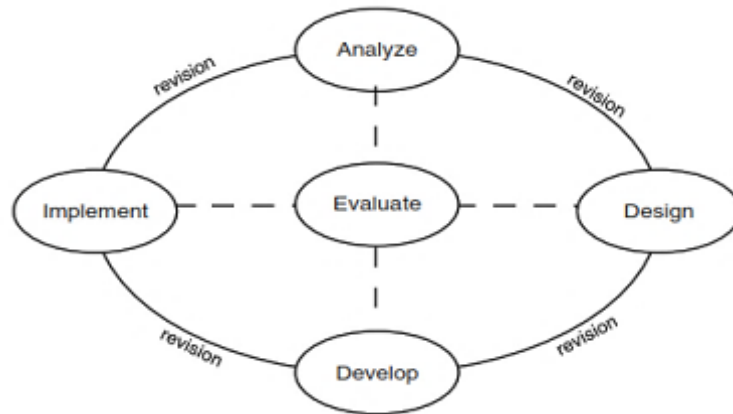 Analyze
revision
revision
Implement
Evaluate
Design
revision
revision
Develop